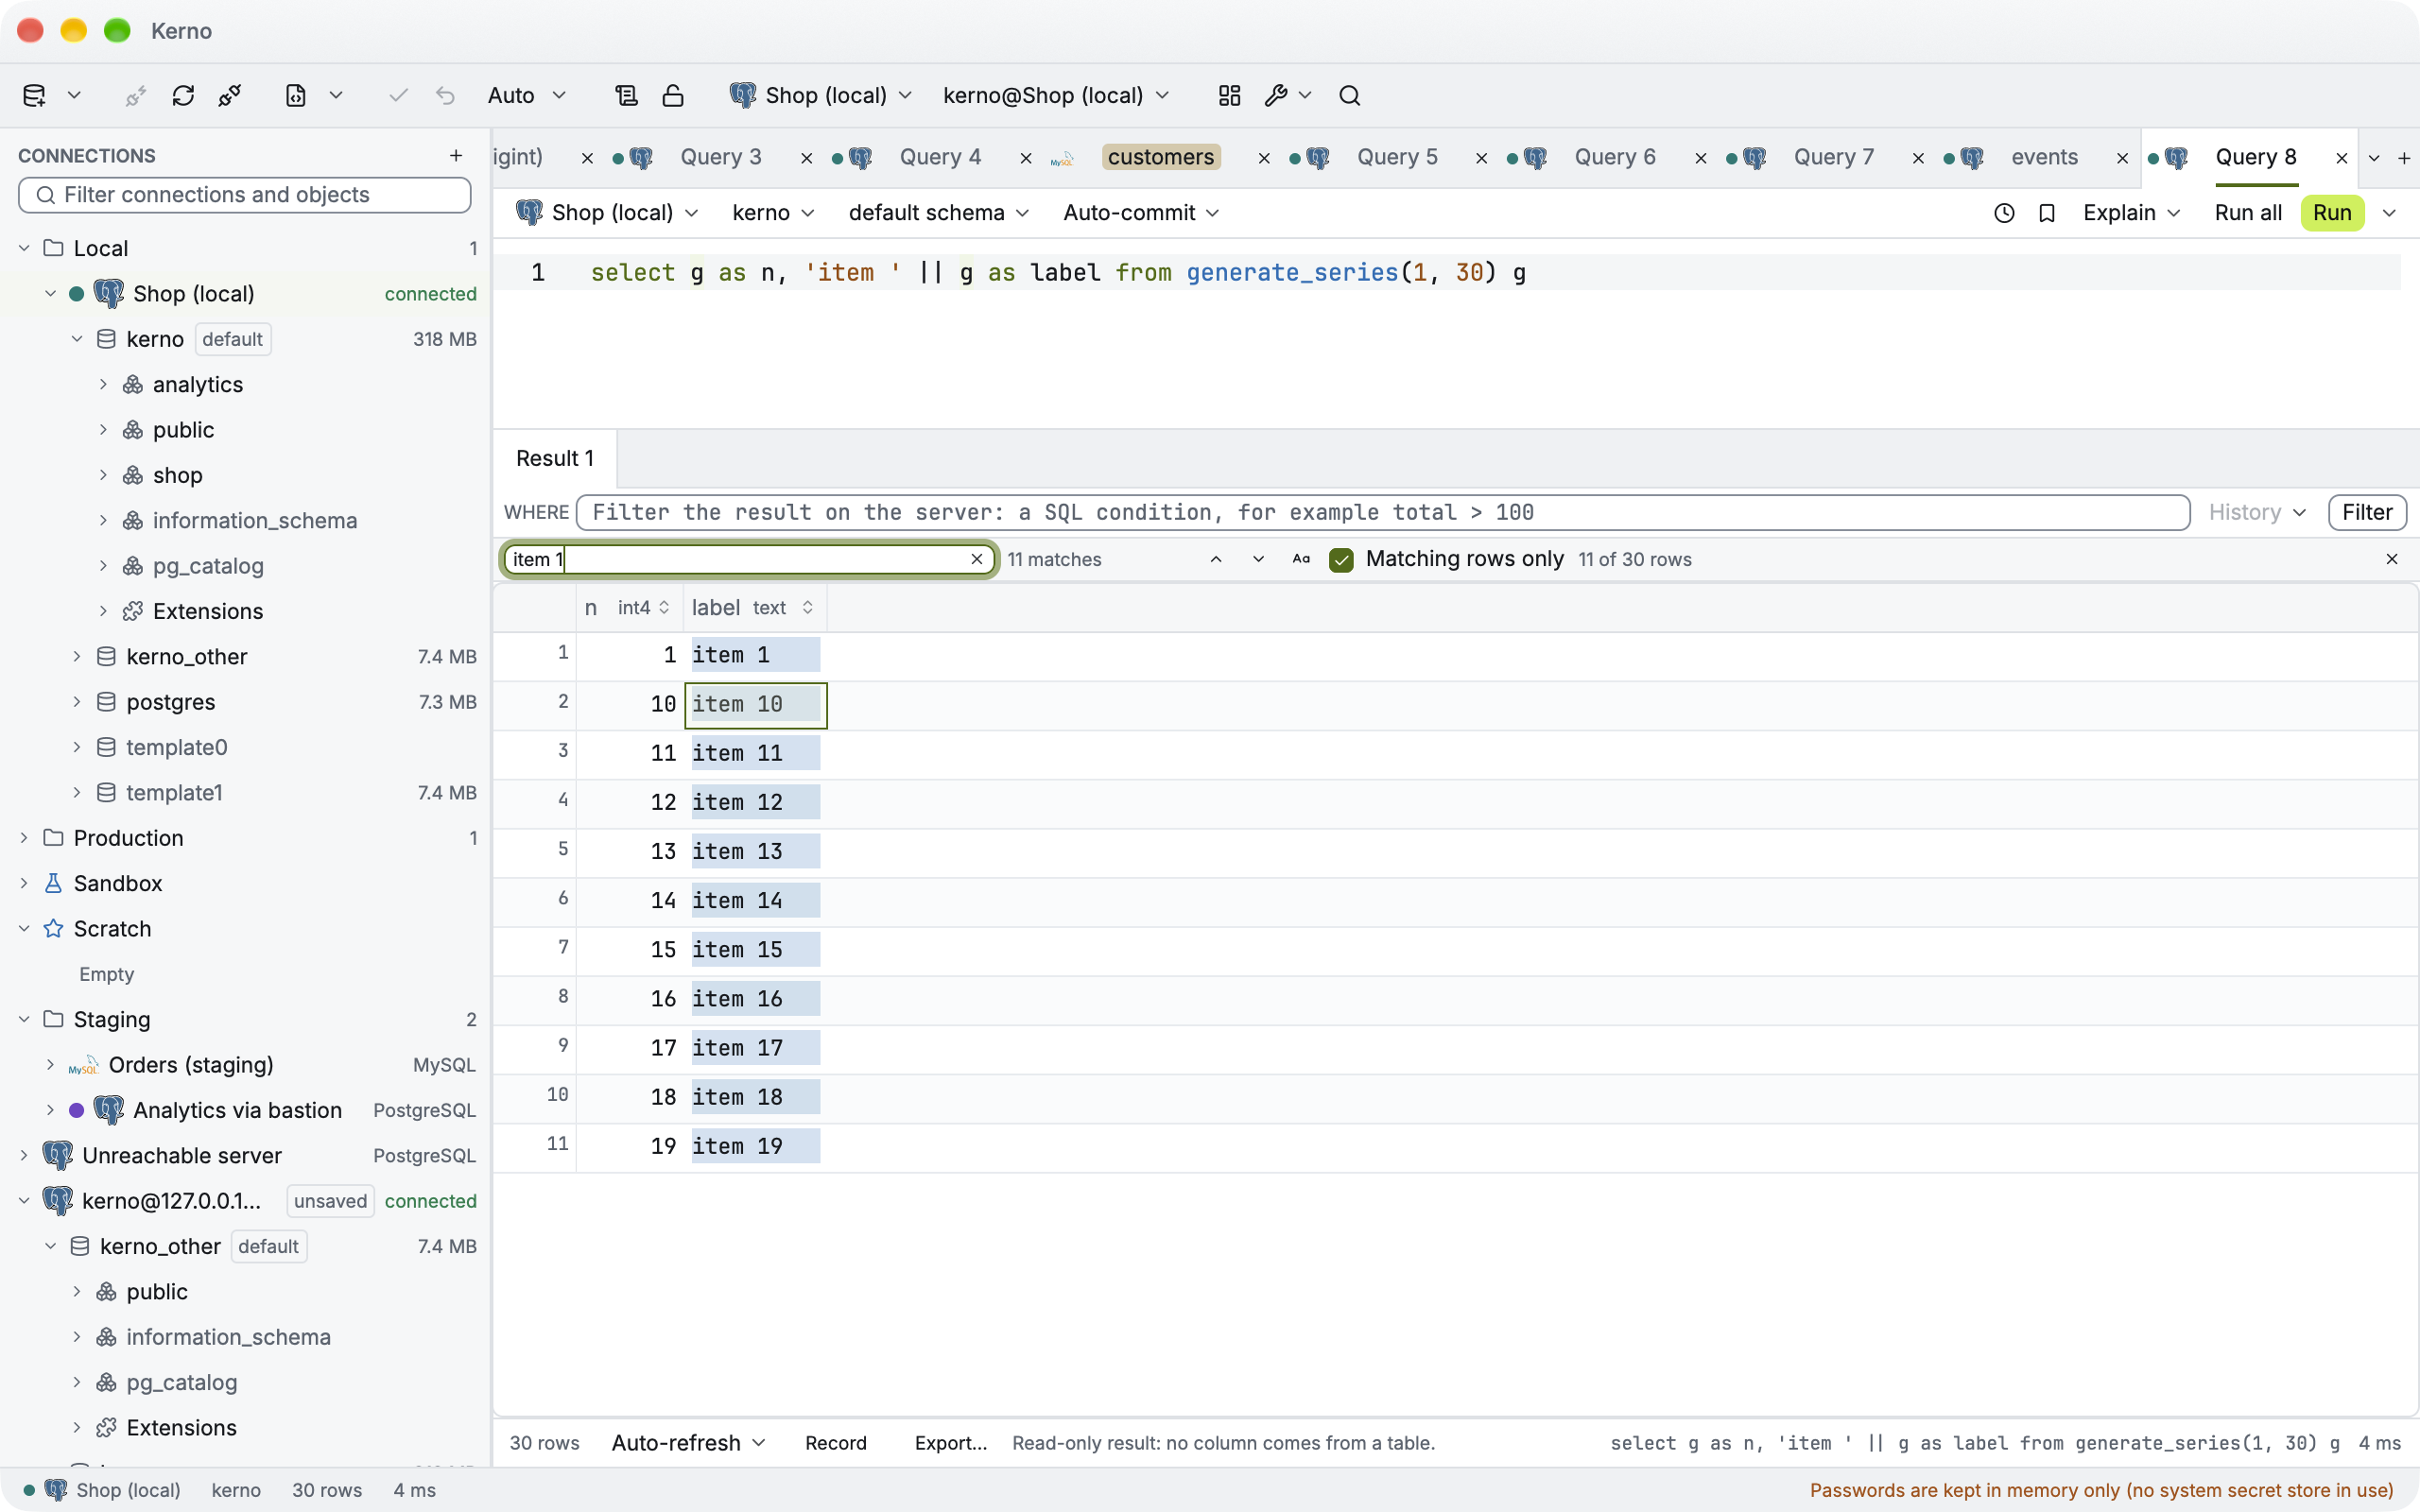 Kerno
Auto
Shop (local)
kerno@Shop (local)
CONNECTIONS
Filter connections and objects
Local 1
Shop (local) connected
kerno default 318 MB
analytics
public
shop
information_schema
pg_catalog
Extensions
kerno_other 7.4 MB
postgres 7.3 MB
template0
template1 7.4 MB
Production 1
Sandbox
Scratch
Empty
Staging 2
MySQL Orders (staging) MySQL
Analytics via bastion PostgreSQL
Unreachable server PostgreSQL
kerno@127.0.0.1... unsaved connected
kerno_other default 7.4 MB
public
information_schema
pg_catalog
Extensions
igint) Query 3 Query 4 MySQL customers Query 5 Query 6 Query 7 events Query 8
Shop (local) kerno default schema Auto-commit Explain Run all Run
1 select g as n, 'item ' || g as label from generate_series(1, 30) g
Result 1
WHERE Filter the result on the server: a SQL condition, for example total > 100 History Filter
item 1 11 matches Aa Matching rows only 11 of 30 rows
n int4 label text
1 1 item 1
2 10 item 10
3 11 item 11
4 12 item 12
5 13 item 13
6 14 item 14
7 15 item 15
8 16 item 16
9 17 item 17
10 18 item 18
11 19 item 19
30 rows Auto-refresh Record Export... Read-only result: no column comes from a table. select g as n, 'item ' || g as label from generate_series(1, 30) g 4 ms
Shop (local) kerno 30 rows 4 ms Passwords are kept in memory only (no system secret store in use)